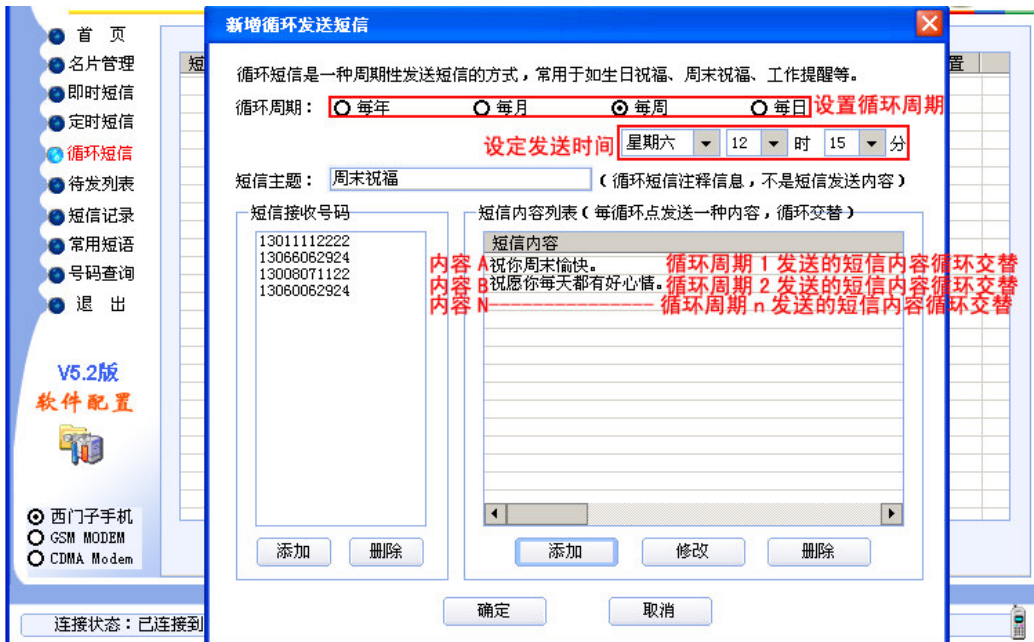 首 页
名片管理
即时短信
定时短信
循环短信
待发列表
短信记录
常用短语
号码查询
退 出
V5.2版
软件配置
西门子手机
GSM MODEM
CDMA Modem
连接状态：已连接到
短
置
新增循环发送短信
循环短信是一种周期性发送短信的方式，常用于如生日祝福、周末祝福、工作提醒等。
循环周期： 每年 每月 每周 每日 设置循环周期
设定发送时间 星期六 12 时 15 分
短信主题： 周末祝福 （循环短信注释信息，不是短信发送内容）
短信接收号码
13011112222
13066062924
13008071122
13060062924
添加 删除
短信内容列表（每循环点发送一种内容，循环交替）
短信内容
内容 A 祝你周末愉快。 循环周期 1 发送的短信内容循环交替
内容 B 祝愿你每天都有好心情。 循环周期 2 发送的短信内容循环交替
内容 N---------------- 循环周期 n 发送的短信内容循环交替
添加 修改 删除
确定 取消